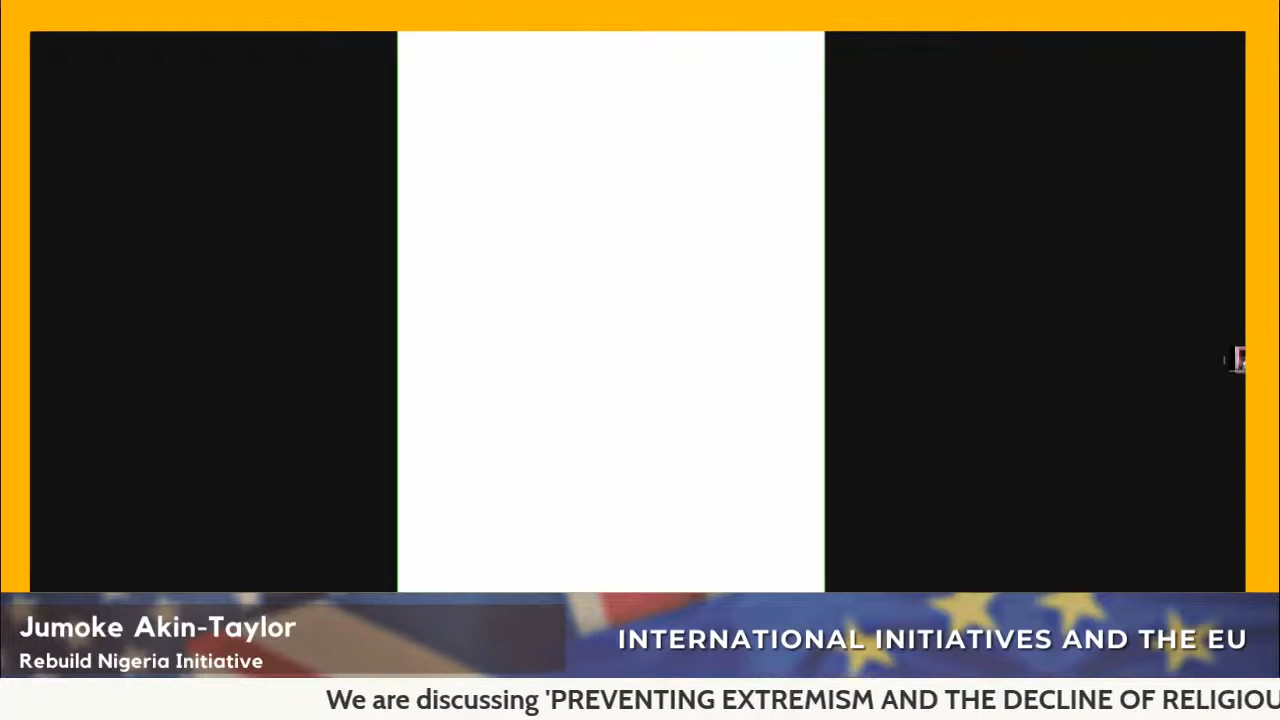 Jumoke Akin-Taylor
Rebuild Nigeria Initiative
INTERNATIONAL INITIATIVES AND THE EU
We are discussing 'PREVENTING EXTREMISM AND THE DECLINE OF RELIGIOU